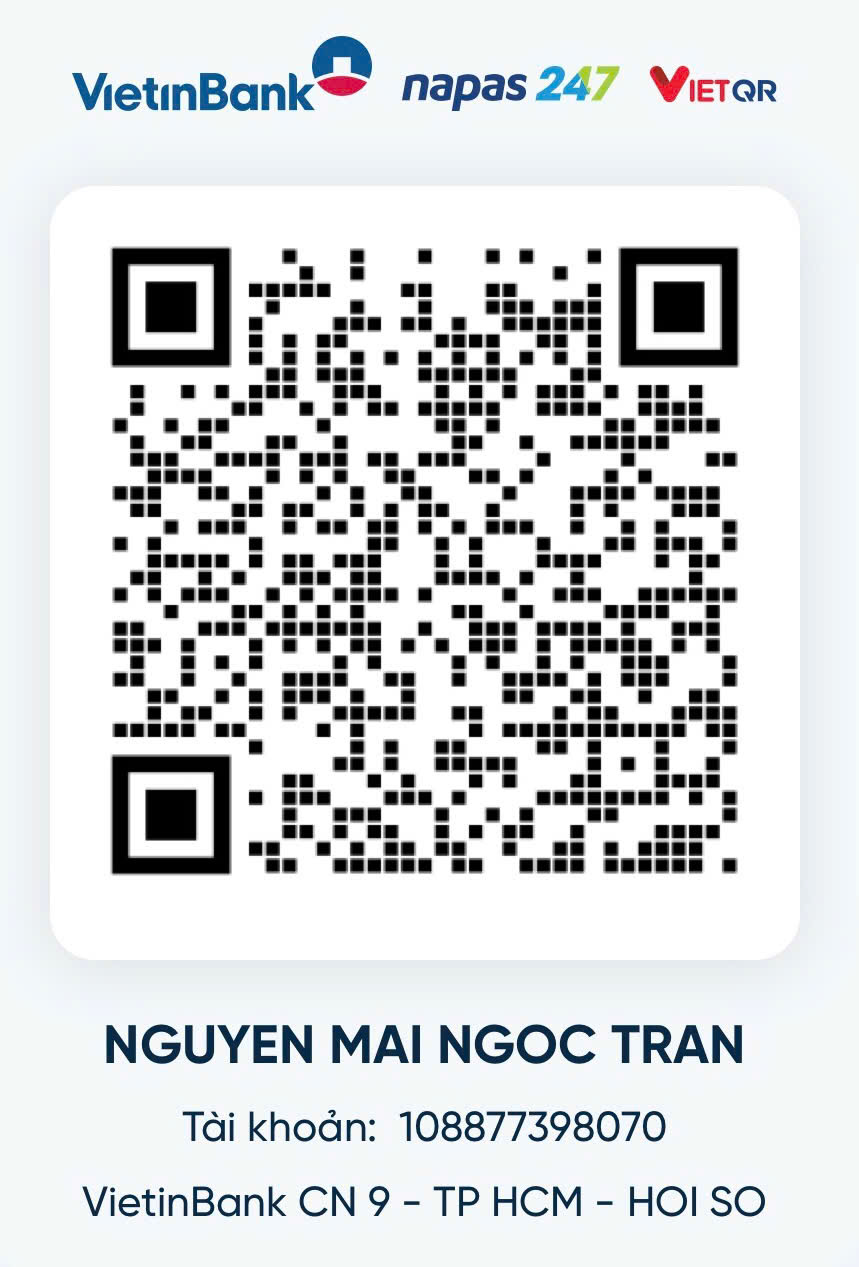 VietinBank napas 247 VIETQR
NGUYEN MAI NGOC TRAN
Tài khoản: 108877398070
VietinBank CN 9 - TP HCM - HOI SO